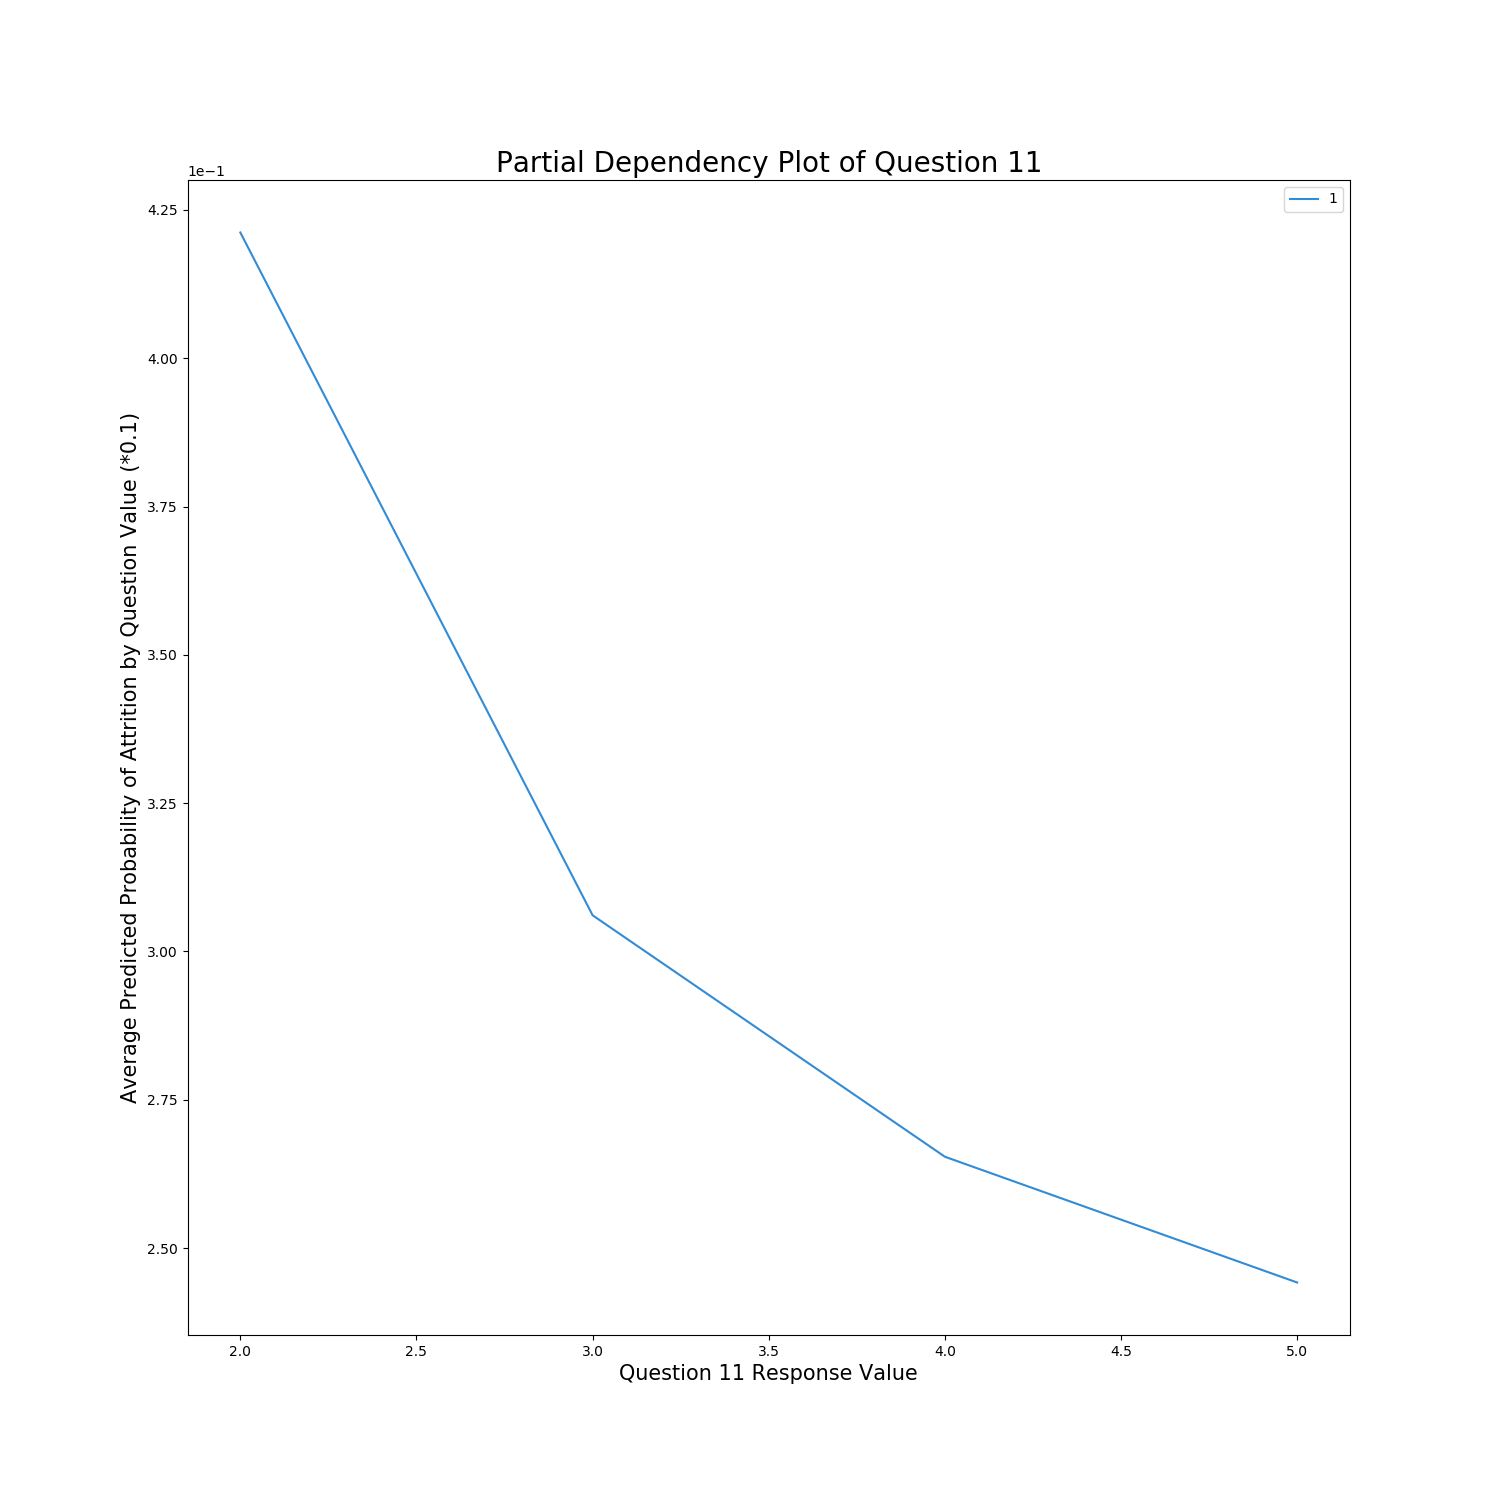 Partial Dependency Plot of Question 11
1e−1
1
4.25
4.00
3.75
3.50
3.25
3.00
2.75
2.50
Average Predicted Probability of Attrition by Question Value (*0.1)
2.0 2.5 3.0 3.5 4.0 4.5 5.0
Question 11 Response Value